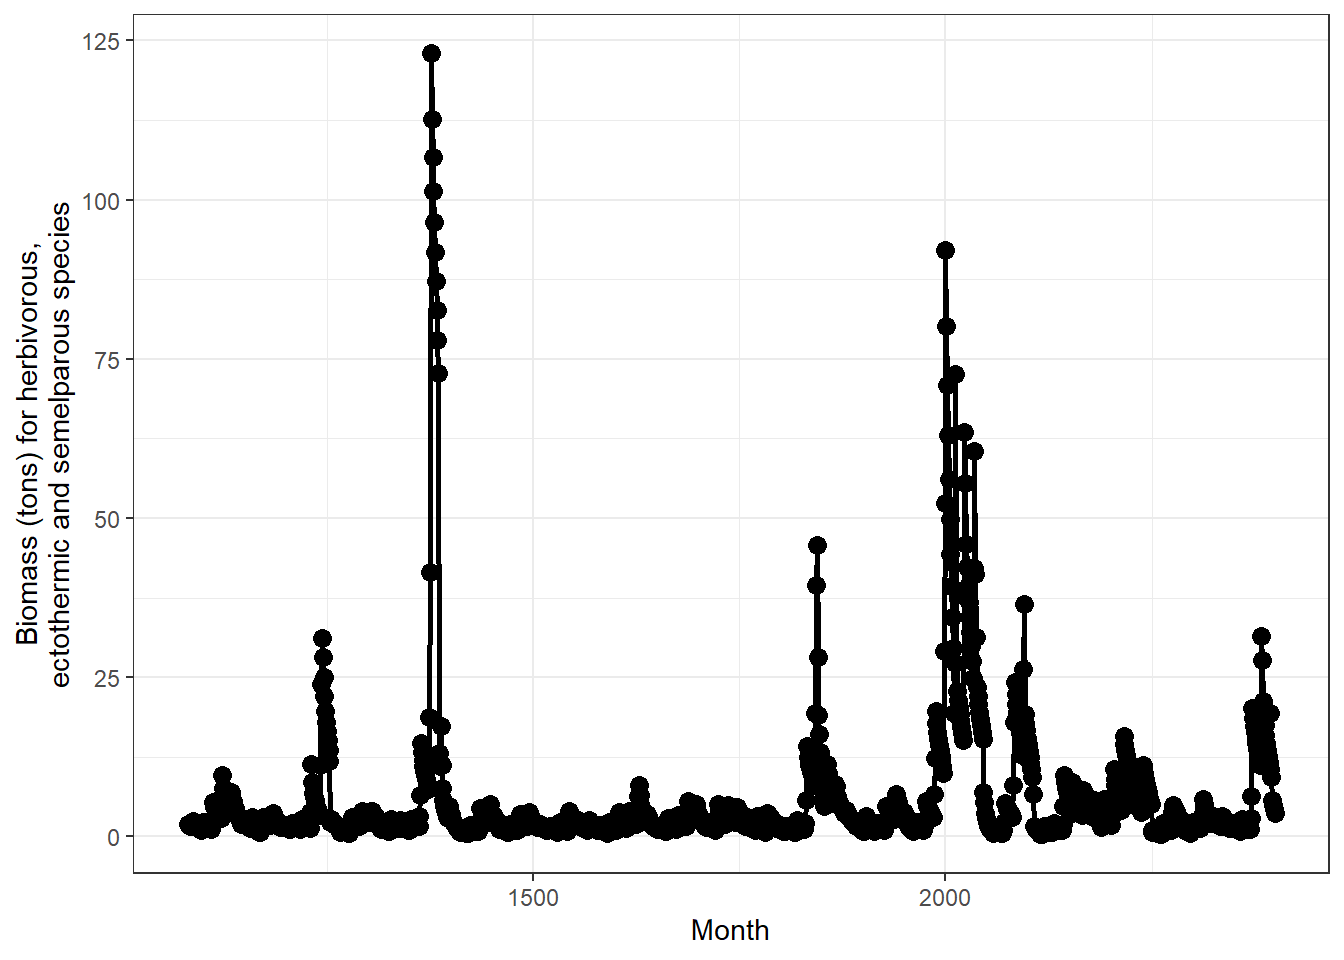 125
100
75
50
25
0
Biomass (tons) for herbivorous,
ectothermic and semelparous species
1500 2000
Month